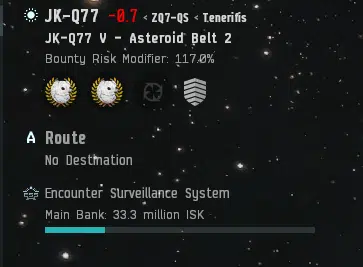 JK-Q77 -0.7 < ZQ7-QS < Tenerifis
JK-Q77 V - Asteroid Belt 2
Bounty Risk Modifier: 117.0%
Route
No Destination
Encounter Surveillance System
Main Bank: 33.3 million ISK